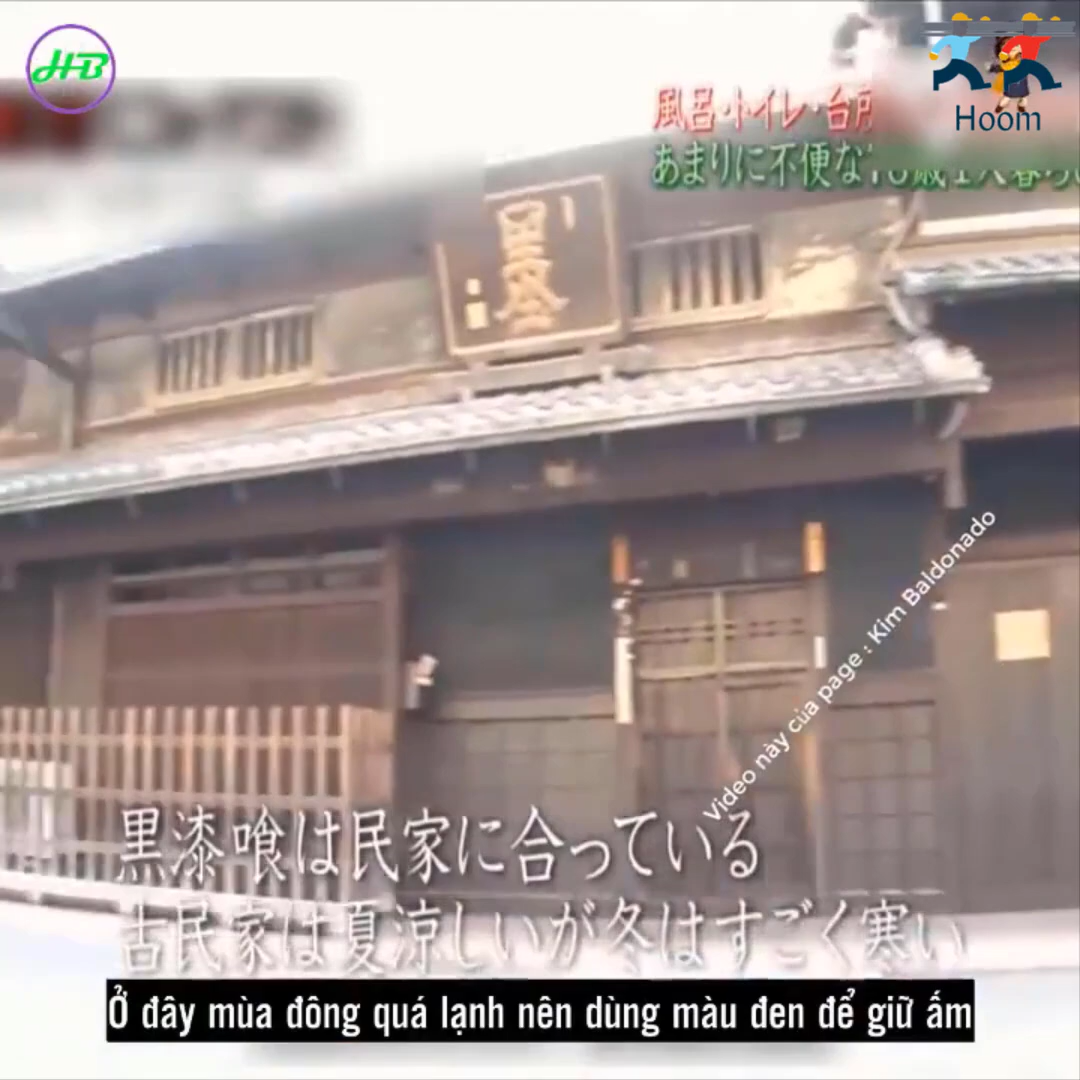 HB
Hoom
風呂・トイレ・台所
あまりに不便な
Video này của page : Kim Baldonado
黒漆喰は民家に合っている
古民家は夏涼しいが冬はすごく寒い
Ở đây mùa đông quá lạnh nên dùng màu đen để giữ ấm